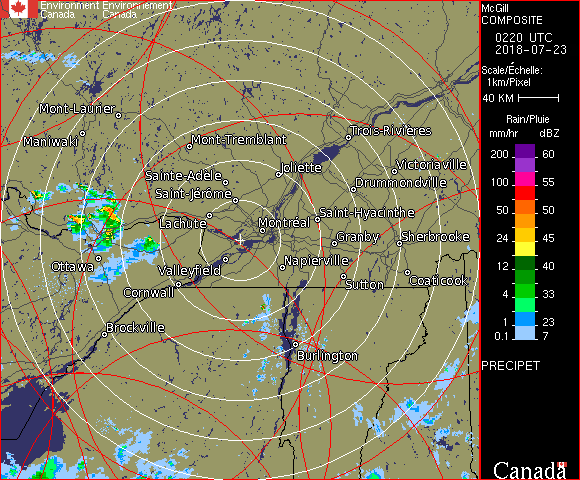 Environment Environnement
Canada Canada
McGill
COMPOSITE
0220 UTC
2018-07-23
Scale/Échelle:
1km/Pixel
40 KM
Rain/Pluie
mm/hr dBZ
200 60
100 55
50 50
24 45
12 40
4 33
1 23
0.1 7
PRECIPET
Canada
Mont-Laurier
Maniwaki
Mont-Tremblant
Trois-Rivières
Joliette
Victoriaville
Sainte-Adèle
Drummondville
Saint-Jérôme
Saint-Hyacinthe
Lachute
Montréal
Granby
Sherbrooke
Ottawa
Valleyfield
Napierville
Cornwall
Sutton
Coaticook
Brockville
Burlington